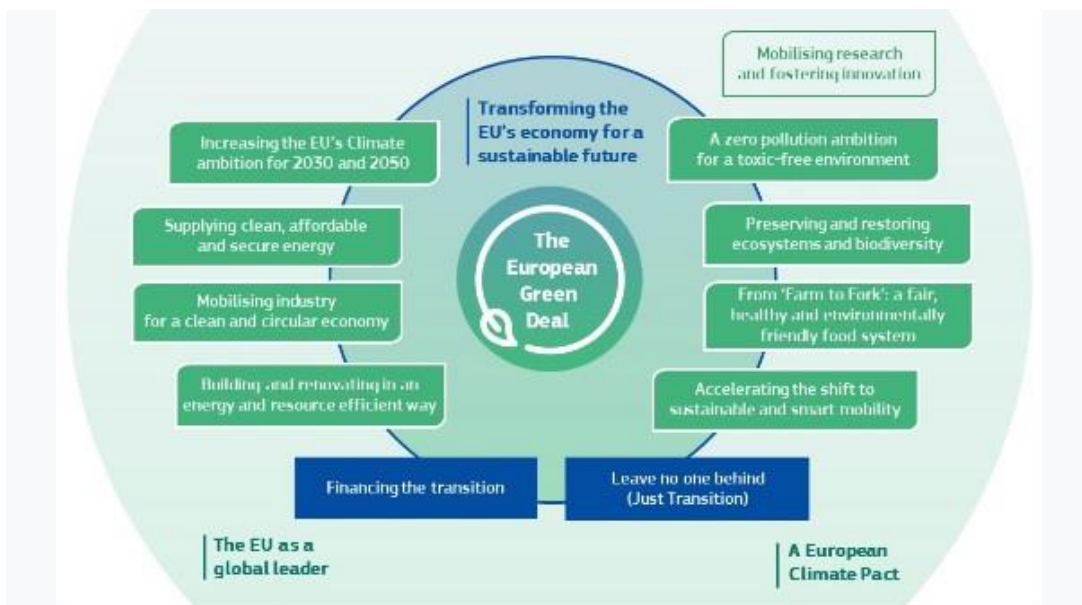 Mobilising research
and fostering innovation
Transforming the
EU's economy for a
sustainable future
Increasing the EU's Climate
ambition for 2030 and 2050
A zero pollution ambition
for a toxic-free environment
Supplying clean, affordable
and secure energy
Preserving and restoring
ecosystems and biodiversity
The
European
Green
Deal
Mobilising industry
for a clean and circular economy
From 'Farm to Fork': a fair,
healthy and environmentally
friendly food system
Building and renovating in an
energy and resource efficient way
Accelerating the shift to
sustainable and smart mobility
Financing the transition
Leave no one behind
(Just Transition)
The EU as a
global leader
A European
Climate Pact